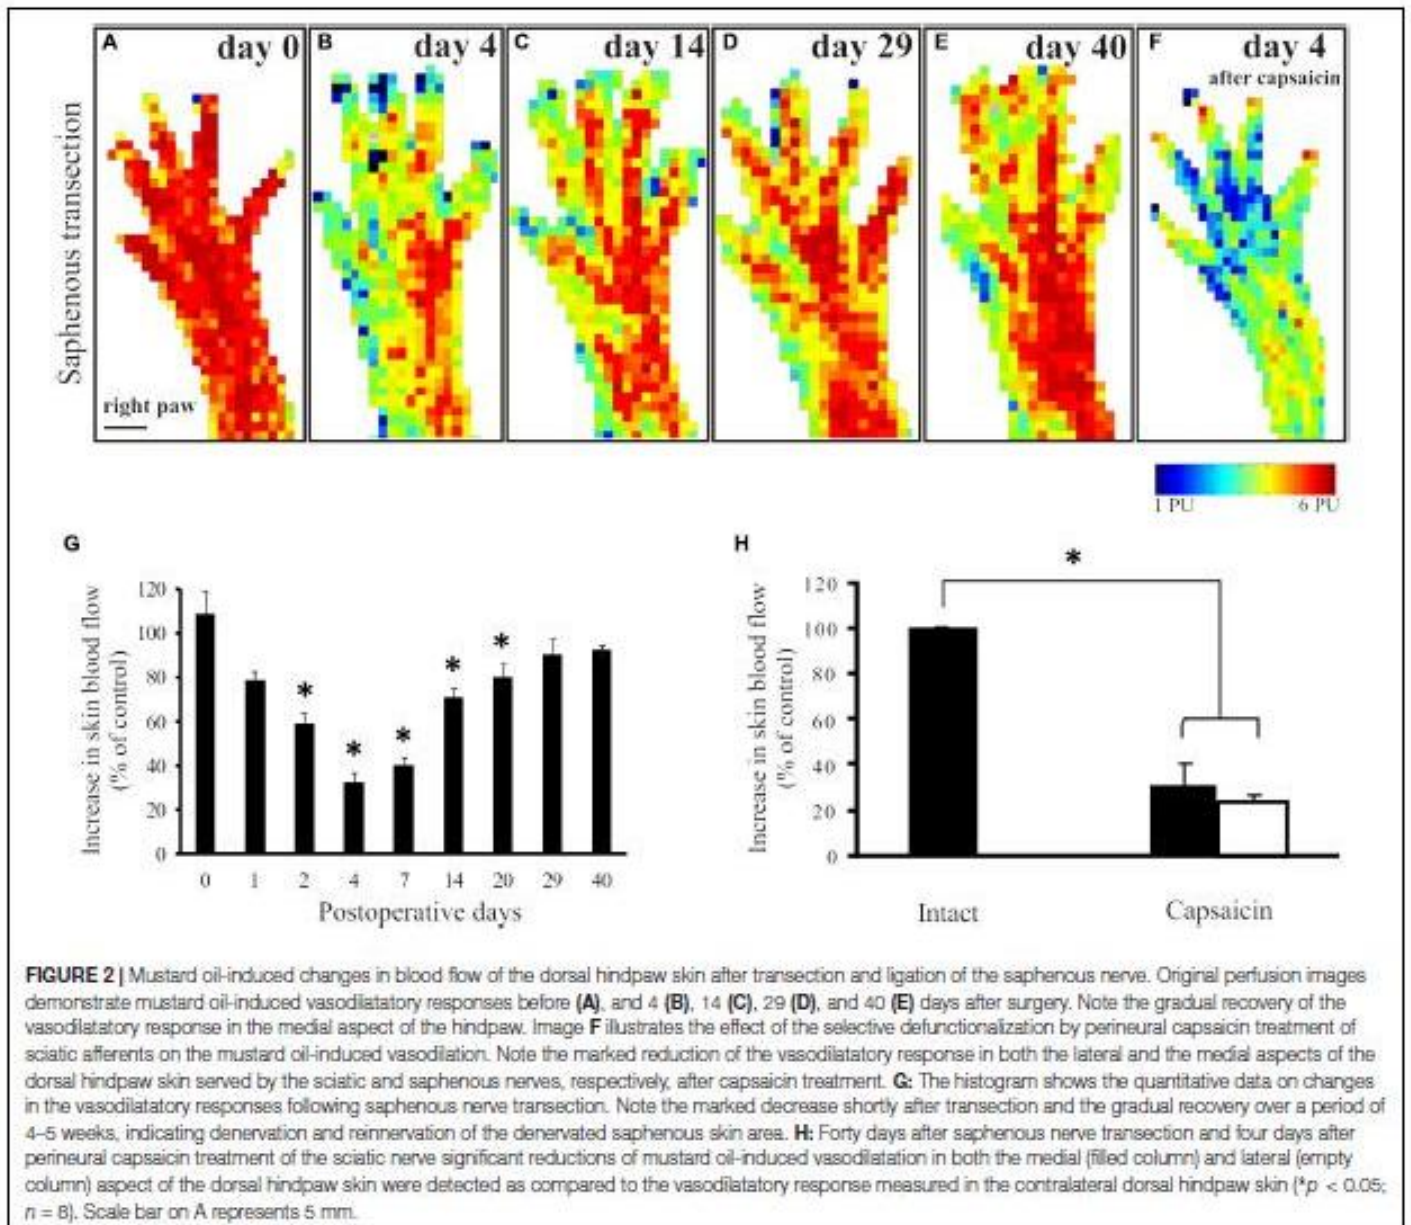 A day 0
B day 4
C day 14
D day 29
E day 40
F day 4
after capsaicin
Saphenous transection
right paw
1 PU 6 PU
G
Increase in skin blood flow
(% of control)
120
100
80
60
40
20
0
0 1 2 4 7 14 20 29 40
Postoperative days
* * * * *
H
*
Increase in skin blood flow
(% of control)
120
100
80
60
40
20
0
Intact Capsaicin
FIGURE 2 | Mustard oil-induced changes in blood flow of the dorsal hindpaw skin after transection and ligation of the saphenous nerve. Original perfusion images
demonstrate mustard oil-induced vasodilatatory responses before (A), and 4 (B), 14 (C), 29 (D), and 40 (E) days after surgery. Note the gradual recovery of the
vasodilatatory response in the medial aspect of the hindpaw. Image F illustrates the effect of the selective defunctionalization by perineural capsaicin treatment of
sciatic afferents on the mustard oil-induced vasodilation. Note the marked reduction of the vasodilatatory response in both the lateral and the medial aspects of the
dorsal hindpaw skin served by the sciatic and saphenous nerves, respectively, after capsaicin treatment. G: The histogram shows the quantitative data on changes
in the vasodilatatory responses following saphenous nerve transection. Note the marked decrease shortly after transection and the gradual recovery over a period of
4–5 weeks, indicating denervation and reinnervation of the denervated saphenous skin area. H: Forty days after saphenous nerve transection and four days after
perineural capsaicin treatment of the sciatic nerve significant reductions of mustard oil-induced vasodilatation in both the medial (filled column) and lateral (empty
column) aspect of the dorsal hindpaw skin were detected as compared to the vasodilatatory response measured in the contralateral dorsal hindpaw skin (*p < 0.05;
n = 8). Scale bar on A represents 5 mm.